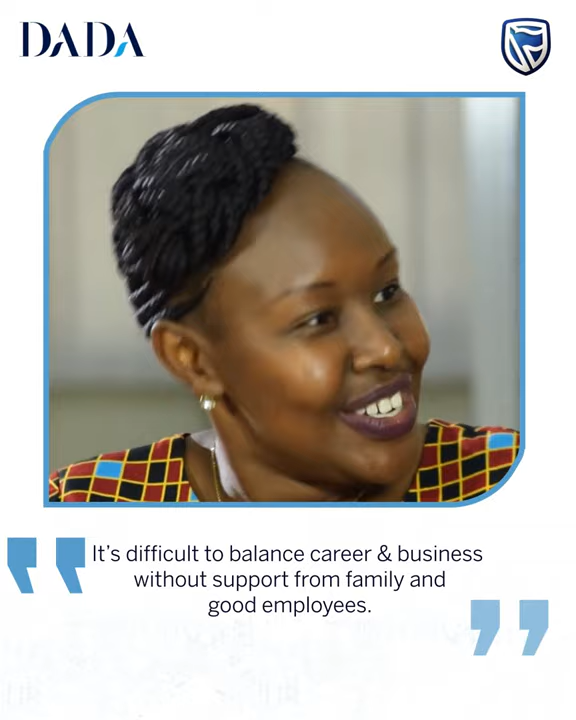 DADA
It's difficult to balance career & business
without support from family and
good employees.